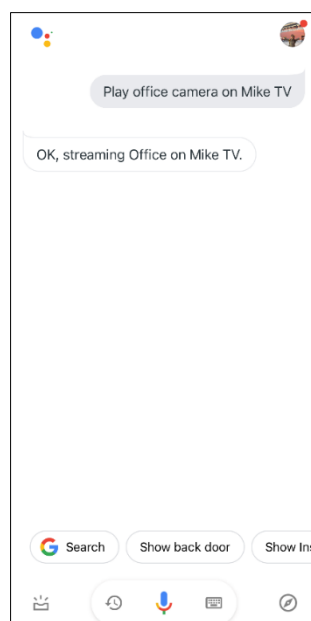 Play office camera on Mike TV
OK, streaming Office on Mike TV.
Search
Show back door
Show Ins